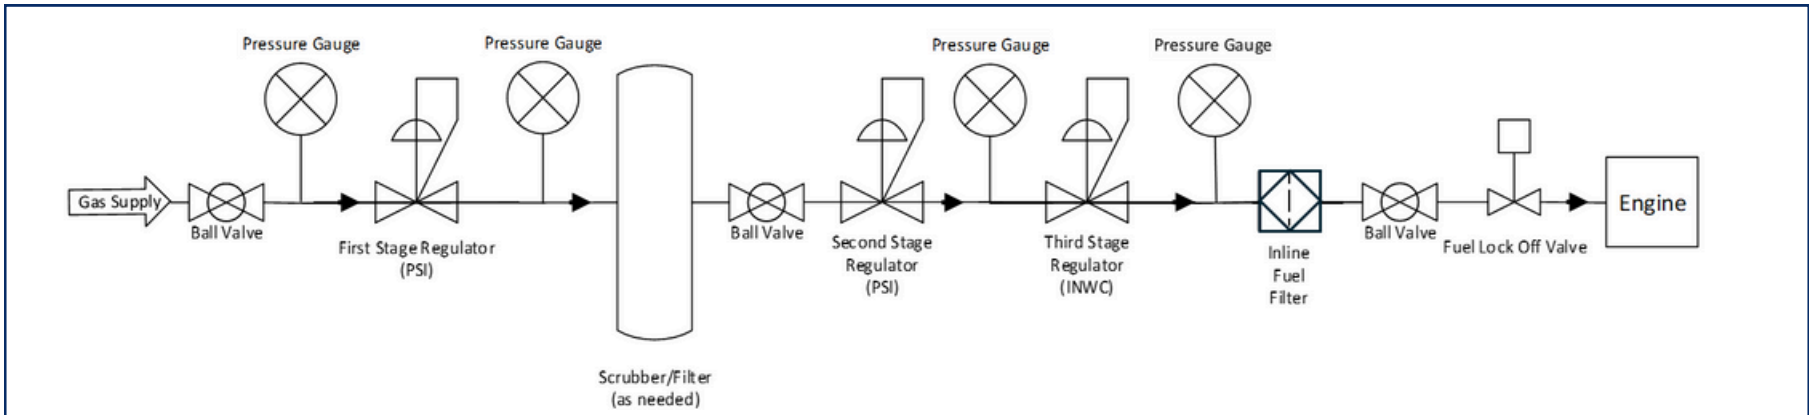 Pressure Gauge
Pressure Gauge
Pressure Gauge
Pressure Gauge
Gas Supply
Ball Valve
First Stage Regulator
(PSI)
Scrubber/Filter
(as needed)
Ball Valve
Second Stage
Regulator
(PSI)
Third Stage
Regulator
(INWC)
Inline
Fuel
Filter
Ball Valve
Fuel Lock Off Valve
Engine